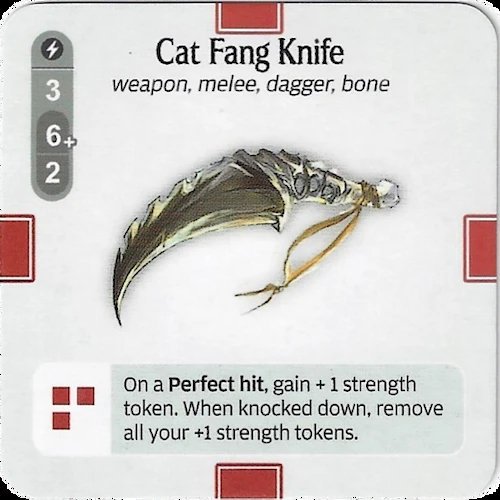 Cat Fang Knife
weapon, melee, dagger, bone
3
6+
2
On a Perfect hit, gain + 1 strength
token. When knocked down, remove
all your +1 strength tokens.